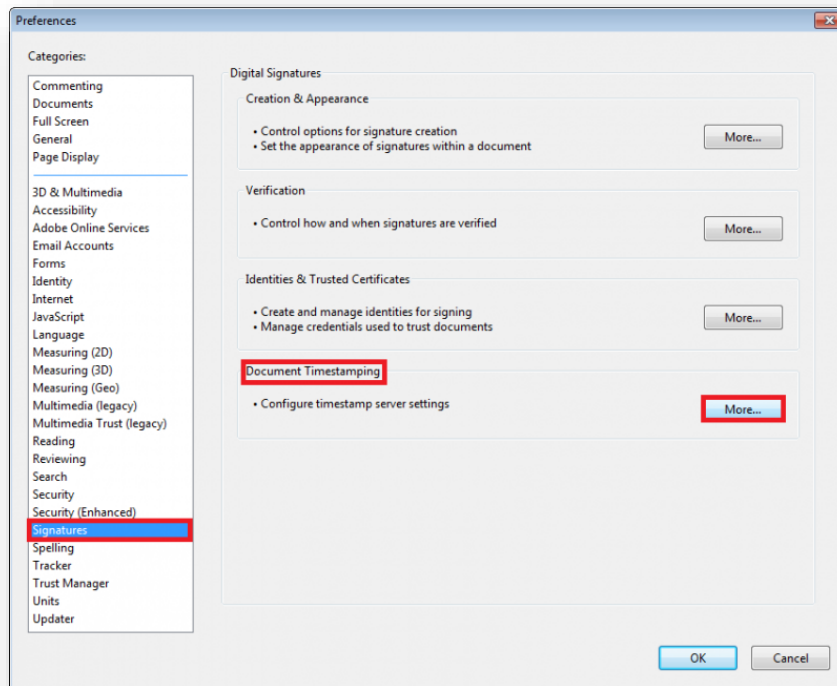 Preferences
Categories:
Commenting
Documents
Full Screen
General
Page Display
3D & Multimedia
Accessibility
Adobe Online Services
Email Accounts
Forms
Identity
Internet
JavaScript
Language
Measuring (2D)
Measuring (3D)
Measuring (Geo)
Multimedia (legacy)
Multimedia Trust (legacy)
Reading
Reviewing
Search
Security
Security (Enhanced)
Signatures
Spelling
Tracker
Trust Manager
Units
Updater
Digital Signatures
Creation & Appearance
• Control options for signature creation
• Set the appearance of signatures within a document
More...
Verification
• Control how and when signatures are verified
More...
Identities & Trusted Certificates
• Create and manage identities for signing
• Manage credentials used to trust documents
More...
Document Timestamping
• Configure timestamp server settings
More...
OK
Cancel